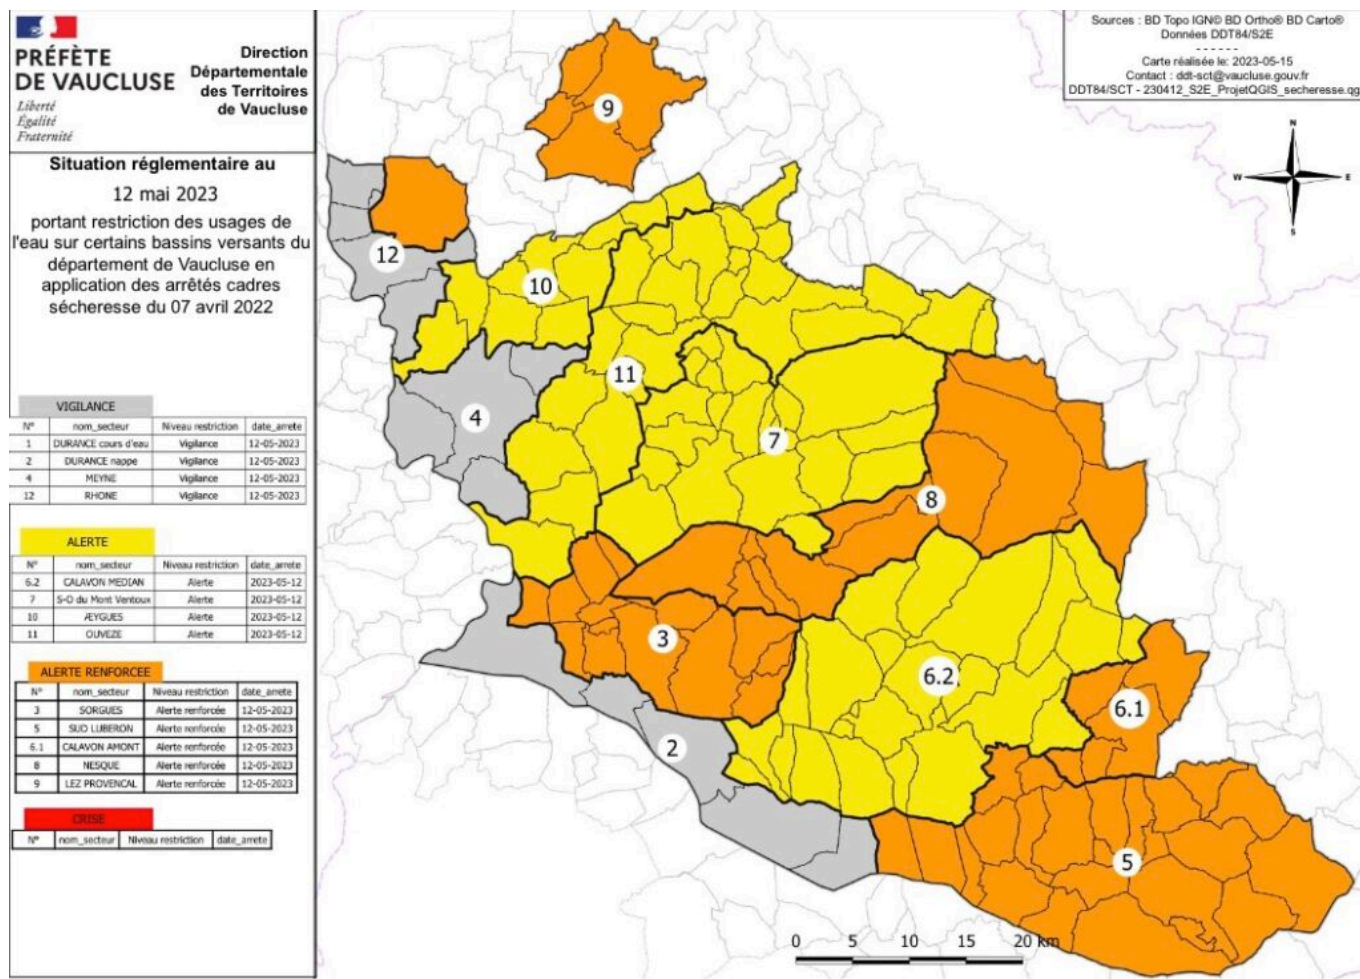 PRÉFÈTE
DE VAUCLUSE
Liberté
Égalité
Fraternité
Direction
Départementale
des Territoires
de Vaucluse
Situation réglementaire au
12 mai 2023
portant restriction des usages de
l'eau sur certains bassins versants du
département de Vaucluse en
application des arrêtés cadres
sécheresse du 07 avril 2022
VIGILANCE
N° nom_secteur Niveau restriction date_arrete
1 DURANCE cours d'eau Vigilance 12-05-2023
2 DURANCE nappe Vigilance 12-05-2023
4 MEYNE Vigilance 12-05-2023
12 RHONE Vigilance 12-05-2023
ALERTE
N° nom_secteur Niveau restriction date_arrete
6.2 CALAVON MEDIAN Alerte 2023-05-12
7 S-O du Mont Ventoux Alerte 2023-05-12
10 ÆYGUES Alerte 2023-05-12
11 OUVEZE Alerte 2023-05-12
ALERTE RENFORCEE
N° nom_secteur Niveau restriction date_arrete
3 SORGUES Alerte renforcée 12-05-2023
5 SUD LUBERON Alerte renforcée 12-05-2023
6.1 CALAVON AMONT Alerte renforcée 12-05-2023
8 NESQUE Alerte renforcée 12-05-2023
9 LEZ PROVENCAL Alerte renforcée 12-05-2023
CRISE
N° nom_secteur Niveau restriction date_arrete
Sources : BD Topo IGN© BD Ortho® BD Carto®
Données DDT84/S2E
- - - - - -
Carte réalisée le: 2023-05-15
Contact : ddt-sct@vaucluse.gouv.fr
DDT84/SCT - 230412_S2E_ProjetQGIS_secheresse.qg
N
W E
S
9
12
10
11
4
7
8
3
6.2
6.1
2
5
0 5 10 15 20 km